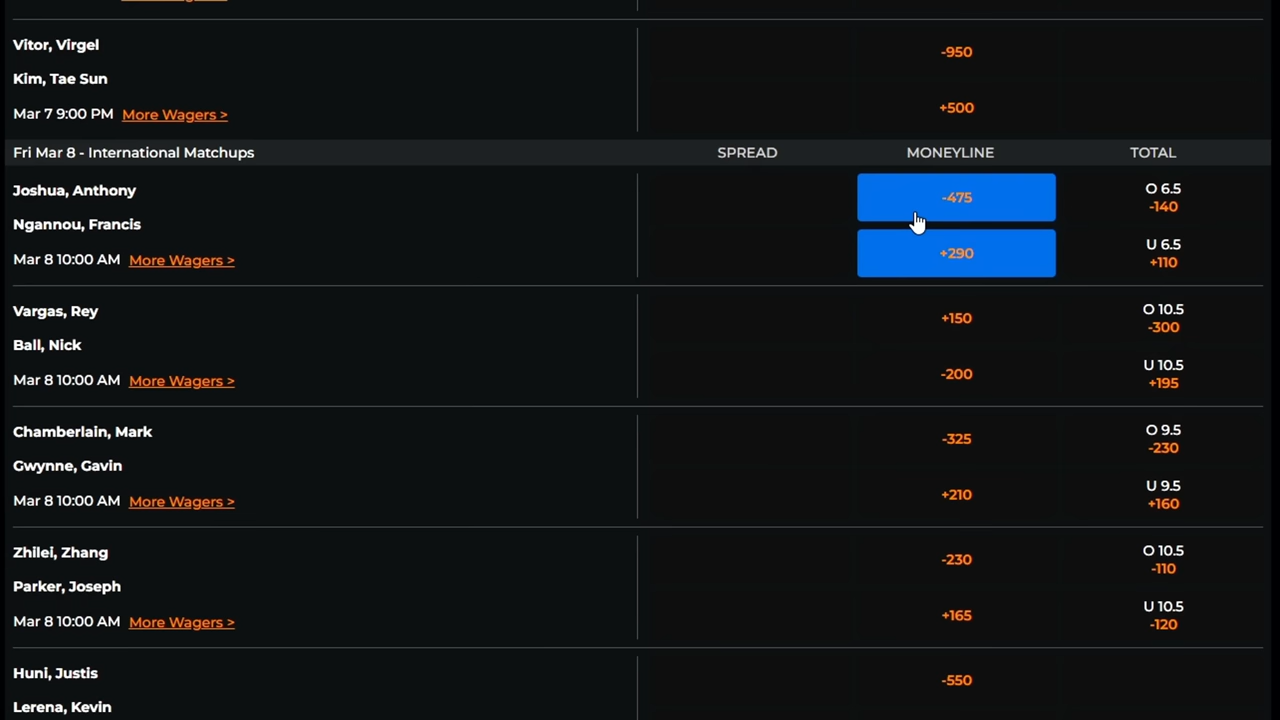 Vitor, Virgel
-950
Kim, Tae Sun
+500
Mar 7 9:00 PM More Wagers >
Fri Mar 8 - International Matchups SPREAD MONEYLINE TOTAL
Joshua, Anthony
-475
O 6.5
-140
Ngannou, Francis
+290
U 6.5
+110
Mar 8 10:00 AM More Wagers >
Vargas, Rey
+150
O 10.5
-300
Ball, Nick
-200
U 10.5
+195
Mar 8 10:00 AM More Wagers >
Chamberlain, Mark
-325
O 9.5
-230
Gwynne, Gavin
+210
U 9.5
+160
Mar 8 10:00 AM More Wagers >
Zhilei, Zhang
-230
O 10.5
-110
Parker, Joseph
+165
U 10.5
-120
Mar 8 10:00 AM More Wagers >
Huni, Justis
-550
Lerena, Kevin